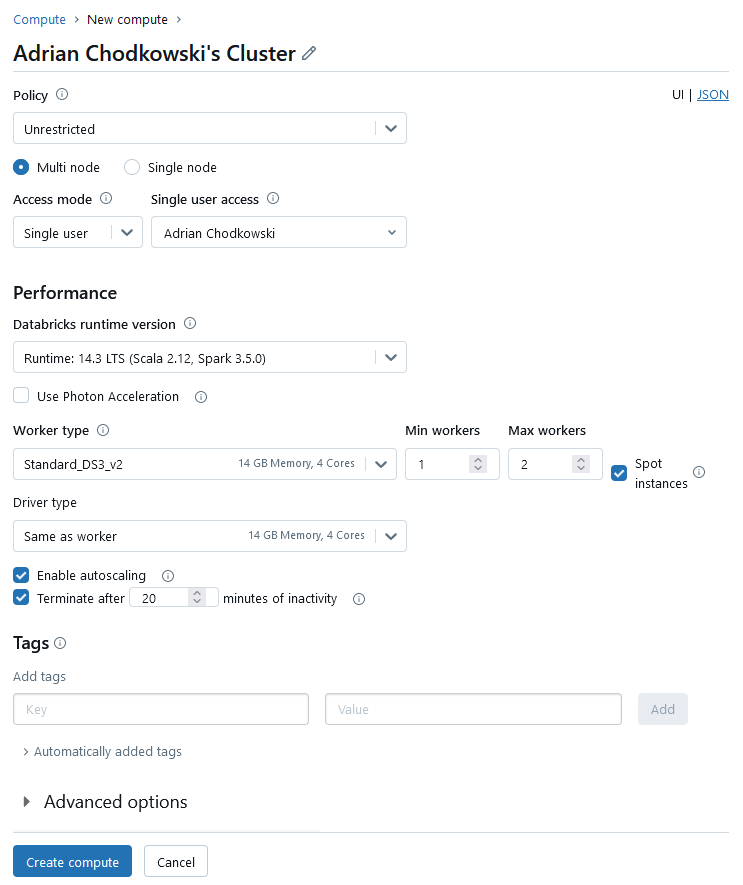 Compute > New compute >
Adrian Chodkowski's Cluster
Policy
UI | JSON
Unrestricted
Multi node Single node
Access mode Single user access
Single user Adrian Chodkowski
Performance
Databricks runtime version
Runtime: 14.3 LTS (Scala 2.12, Spark 3.5.0)
Use Photon Acceleration
Worker type Min workers Max workers
Standard_DS3_v2 14 GB Memory, 4 Cores 1 2 Spot instances
Driver type
Same as worker 14 GB Memory, 4 Cores
Enable autoscaling
Terminate after 20 minutes of inactivity
Tags
Add tags
Key Value Add
Automatically added tags
Advanced options
Create compute Cancel